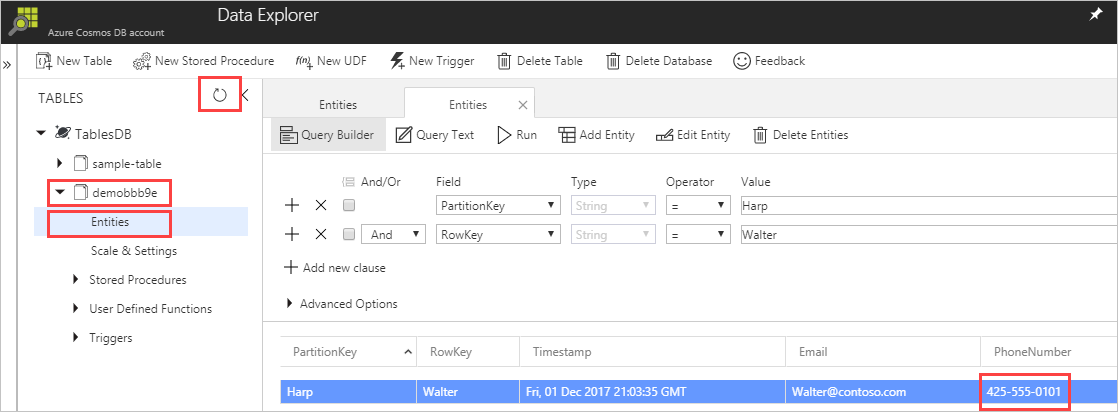 Data Explorer
Azure Cosmos DB account
»
New Table New Stored Procedure f(n) New UDF New Trigger Delete Table Delete Database Feedback
TABLES
TablesDB
sample-table
demobbb9e
Entities
Scale & Settings
Stored Procedures
User Defined Functions
Triggers
Entities Entities
Query Builder Query Text Run Add Entity Edit Entity Delete Entities
And/Or Field Type Operator Value
PartitionKey String = Harp
And RowKey String = Walter
Add new clause
Advanced Options
PartitionKey RowKey Timestamp Email PhoneNumber
Harp Walter Fri, 01 Dec 2017 21:03:35 GMT Walter@contoso.com 425-555-0101